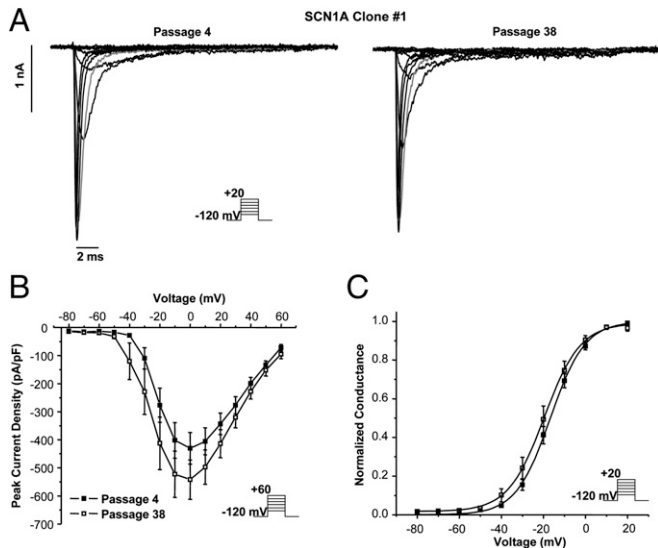 SCN1A Clone #1
A
Passage 4
Passage 38
1 nA
+20
-120 mV
2 ms
+20
-120 mV
B
Voltage (mV)
-80 -60 -40 -20 0 20 40 60
0
-100
-200
-300
-400
-500
-600
-700
Peak Current Density (pA/pF)
Passage 4
Passage 38
+60
-120 mV
C
1.0
0.8
0.6
0.4
0.2
0.0
Normalized Conductance
+20
-120 mV
-80 -60 -40 -20 0 20
Voltage (mV)